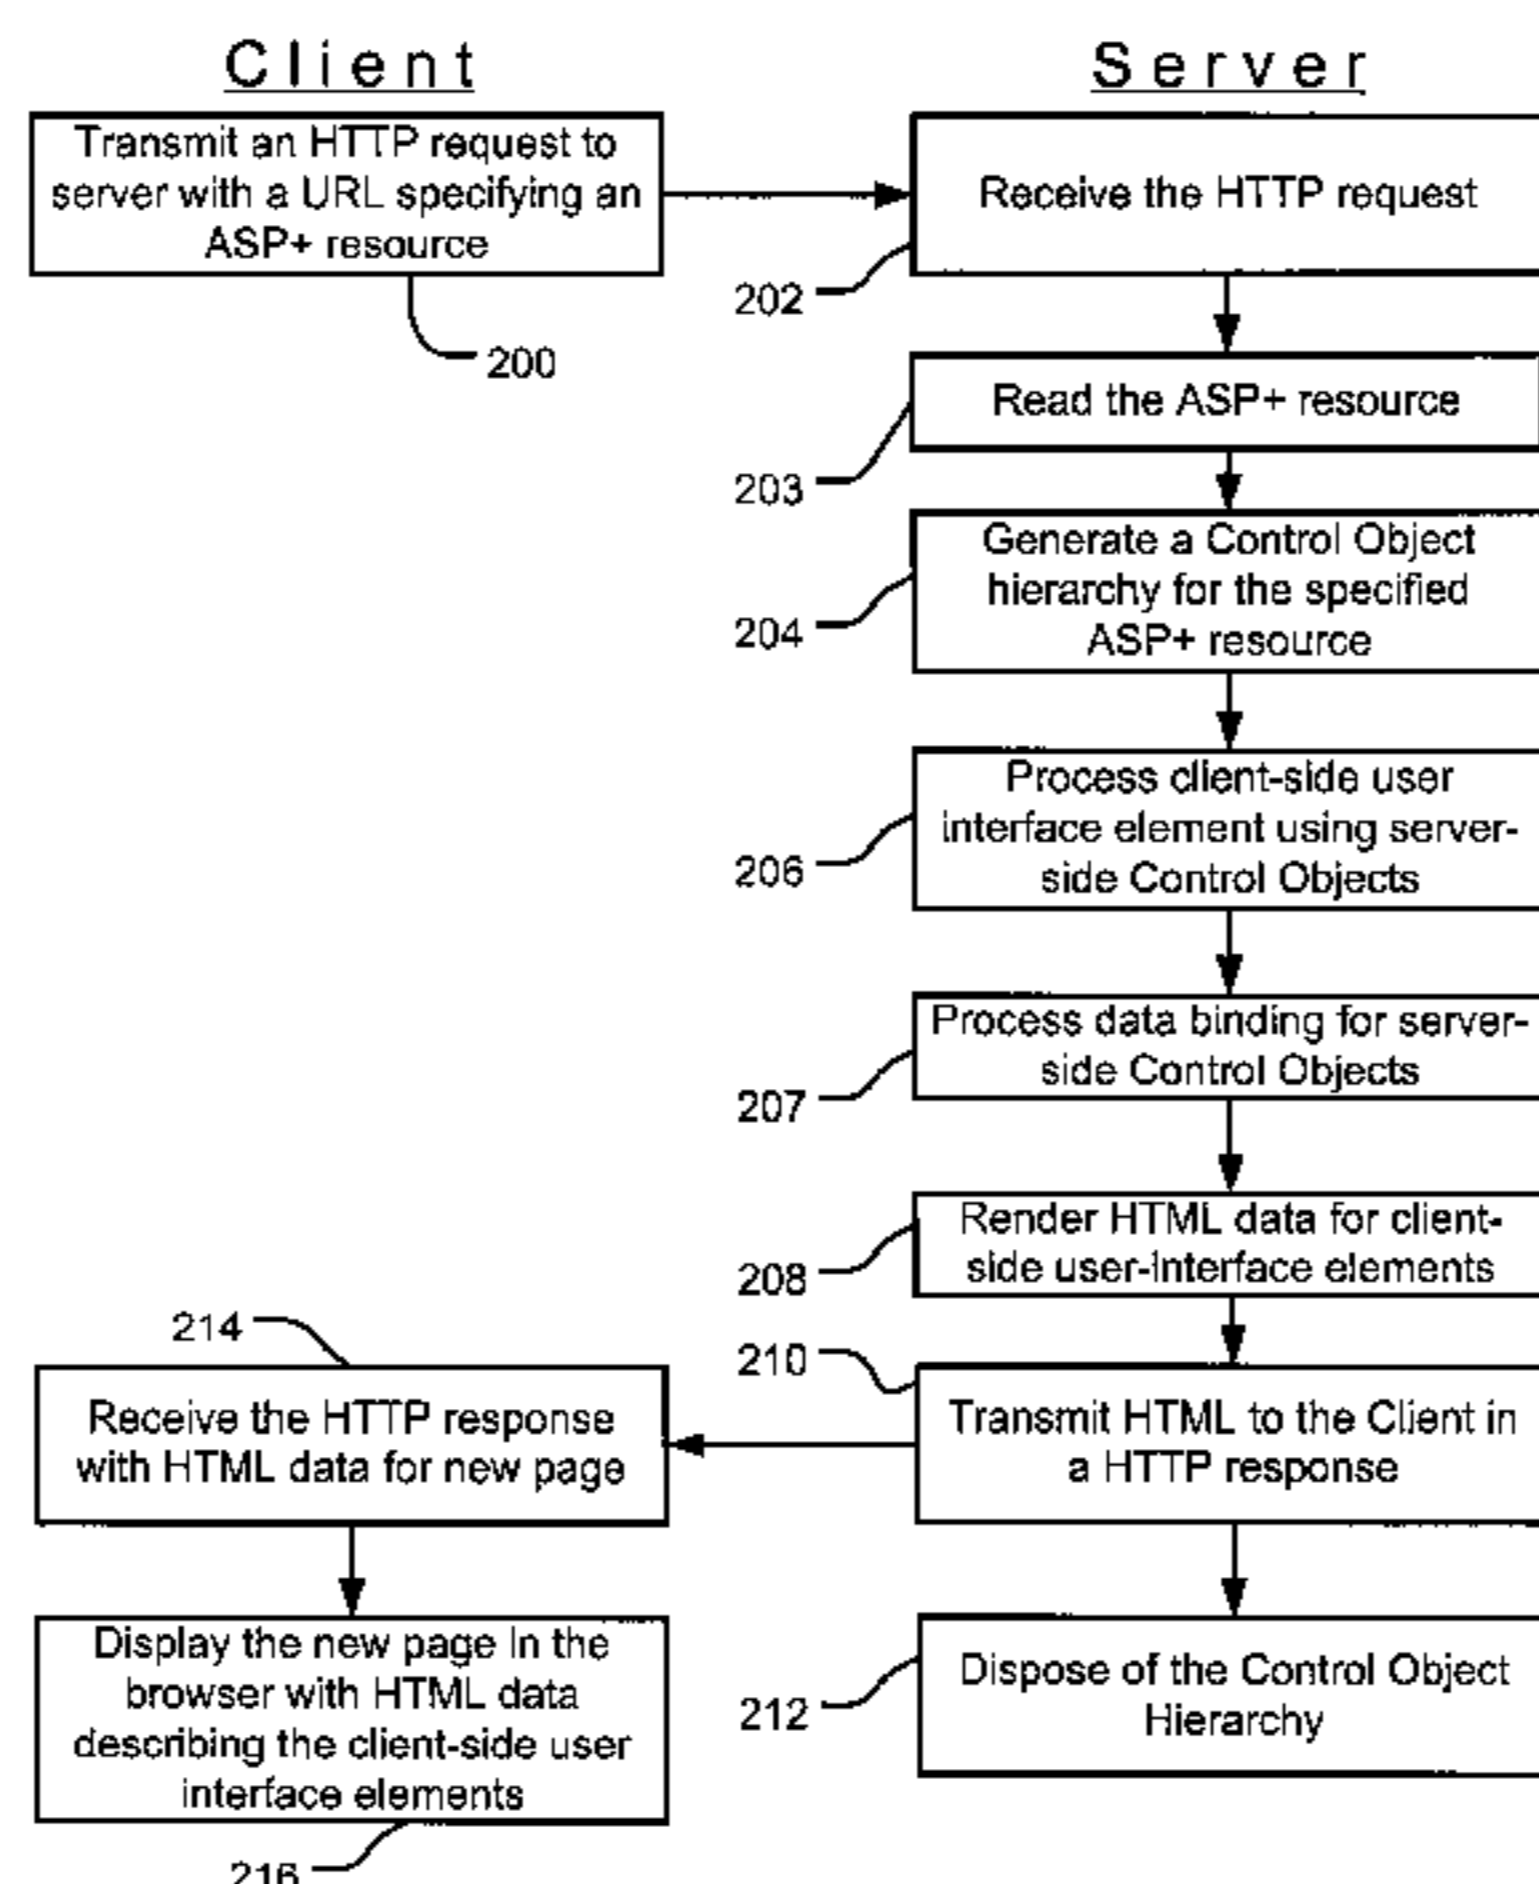 Client
Server
Transmit an HTTP request to
server with a URL specifying an
ASP+ resource
Receive the HTTP request
202
200
Read the ASP+ resource
203
Generate a Control Object
hierarchy for the specified
ASP+ resource
204
Process client-side user
interface element using server-
side Control Objects
206
Process data binding for server-
side Control Objects
207
Render HTML data for client-
side user-interface elements
208
214
210
Receive the HTTP response
with HTML data for new page
Transmit HTML to the Client in
a HTTP response
Display the new page in the
browser with HTML data
describing the client-side user
interface elements
Dispose of the Control Object
Hierarchy
212
216